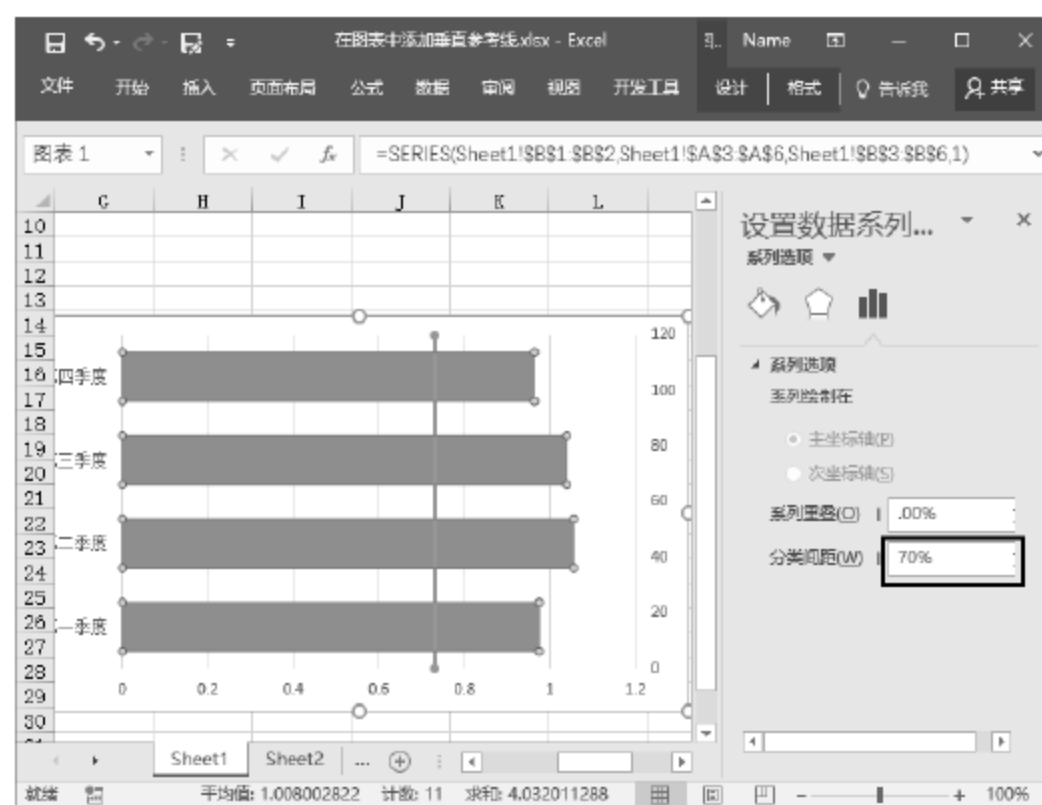 在图表中添加垂直参考线.xlsx - Excel
Name
文件 开始 插入 页面布局 公式 数据 审阅 视图 开发工具 设计 格式 告诉我 共享
图表 1 fx =SERIES(Sheet1!$B$1:$B$2,Sheet1!$A$3:$A$6,Sheet1!$B$3:$B$6,1)
G H I J K L
10
11
12
13
14
15
16
17
18
19
20
21
22
23
24
25
26
27
28
29
30
四季度
三季度
二季度
一季度
120
100
80
60
40
20
0
0 0.2 0.4 0.6 0.8 1 1.2
设置数据系列...
系列选项
系列选项
系列绘制在
主坐标轴(P)
次坐标轴(S)
系列重叠(O) .00%
分类间距(W) 70%
Sheet1 Sheet2 ...
就绪 平均值: 1.008002822 计数: 11 求和: 4.032011288 100%